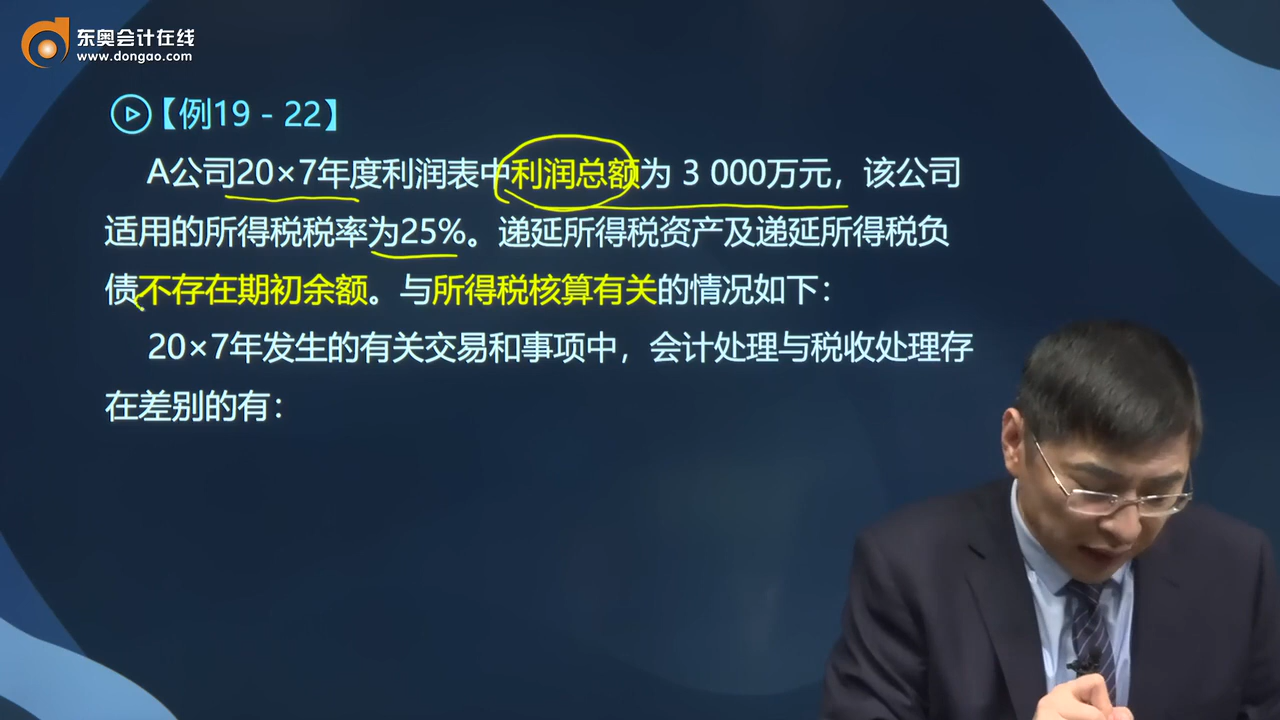 东奥会计在线
www.dongao.com
【例19-22】
A公司20×7年度利润表中利润总额为 3 000万元，该公司
适用的所得税税率为25%。递延所得税资产及递延所得税负
债不存在期初余额。与所得税核算有关的情况如下：
20×7年发生的有关交易和事项中，会计处理与税收处理存
在差别的有：